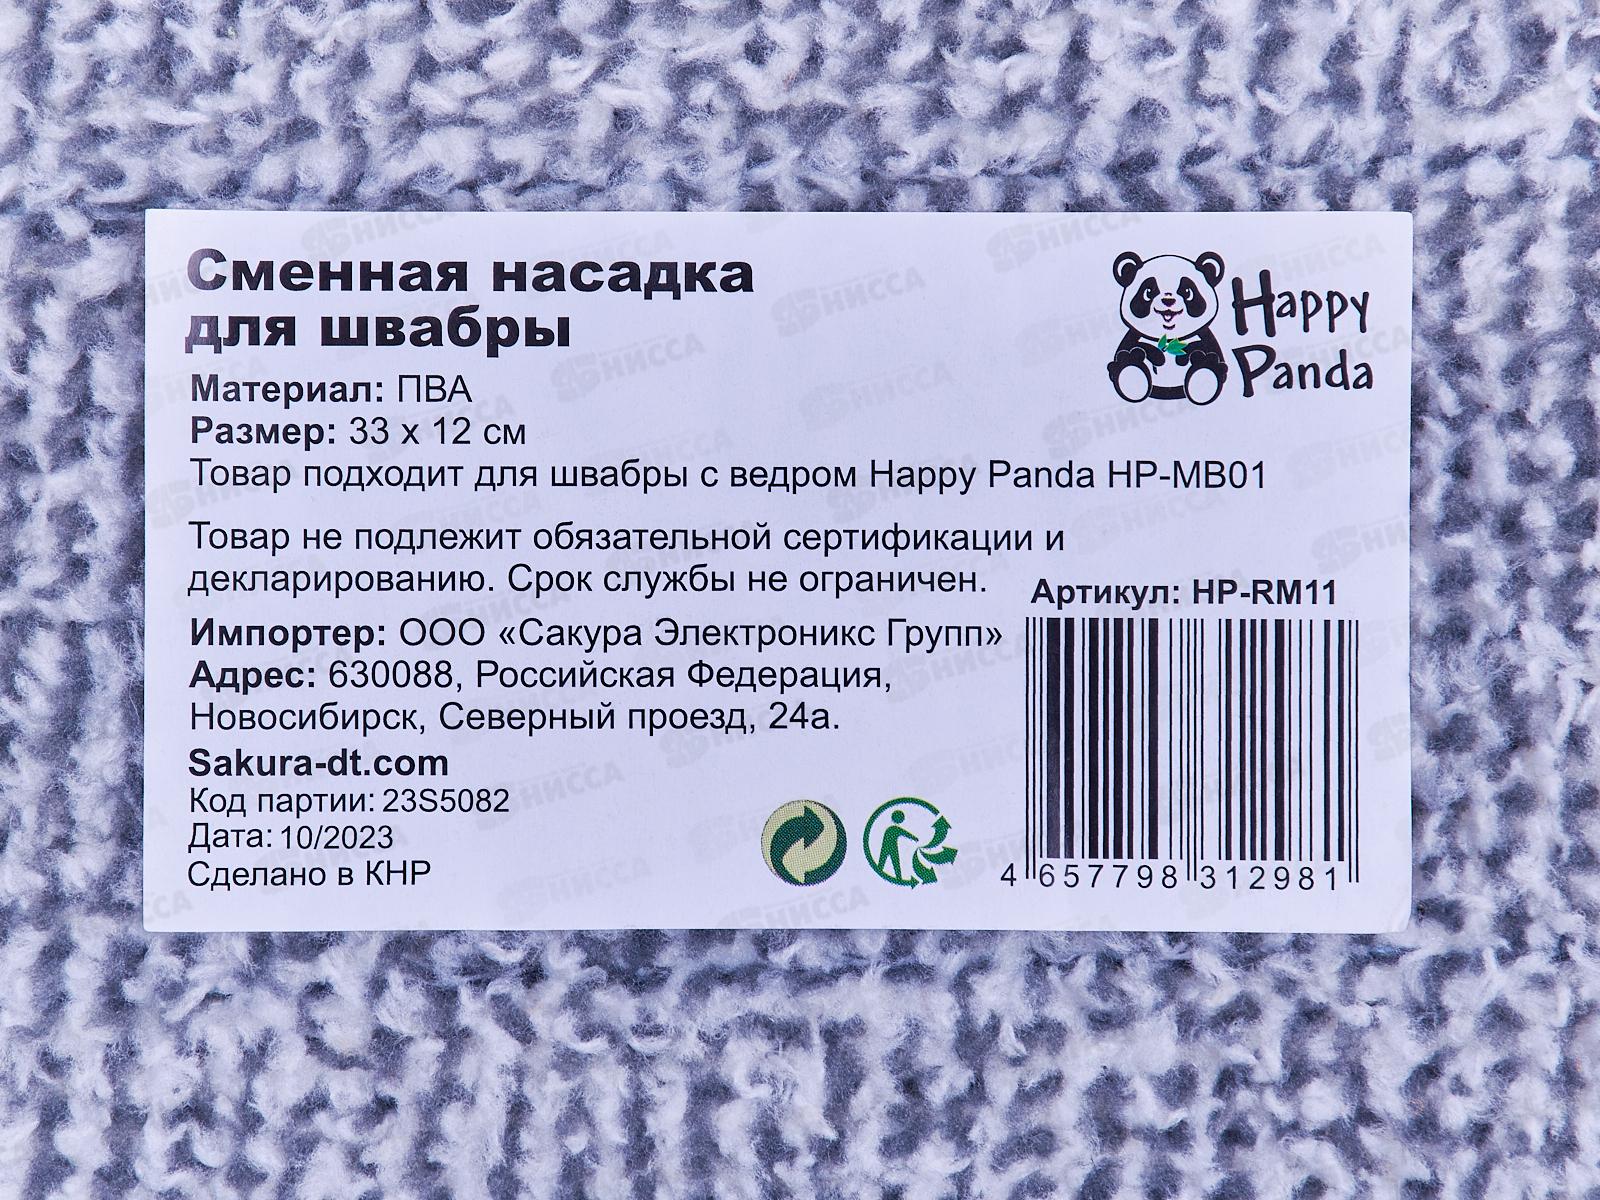 Сменная насадка
для швабры
Happy
Panda
Материал: ПВА
Размер: 33 х 12 см
Товар подходит для швабры с ведром Happy Panda HP-MB01
Товар не подлежит обязательной сертификации и
декларированию. Срок службы не ограничен.
Импортер: ООО «Сакура Электроникс Групп»
Адрес: 630088, Российская Федерация,
Новосибирск, Северный проезд, 24а.
Sakura-dt.com
Код партии: 23S5082
Дата: 10/2023
Сделано в КНР
Артикул: HP-RM11
4 657798 312981
НИССА